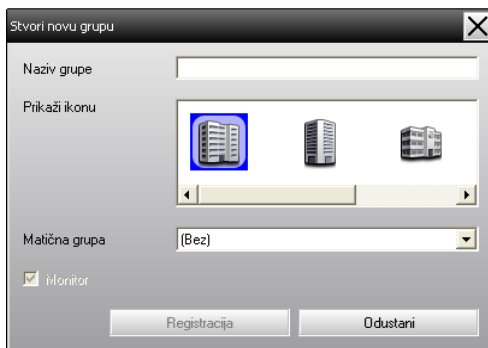 Stvori novu grupu
Naziv grupe
Prikaži ikonu
Matična grupa
(Bez)
Monitor
Registracija
Odustani